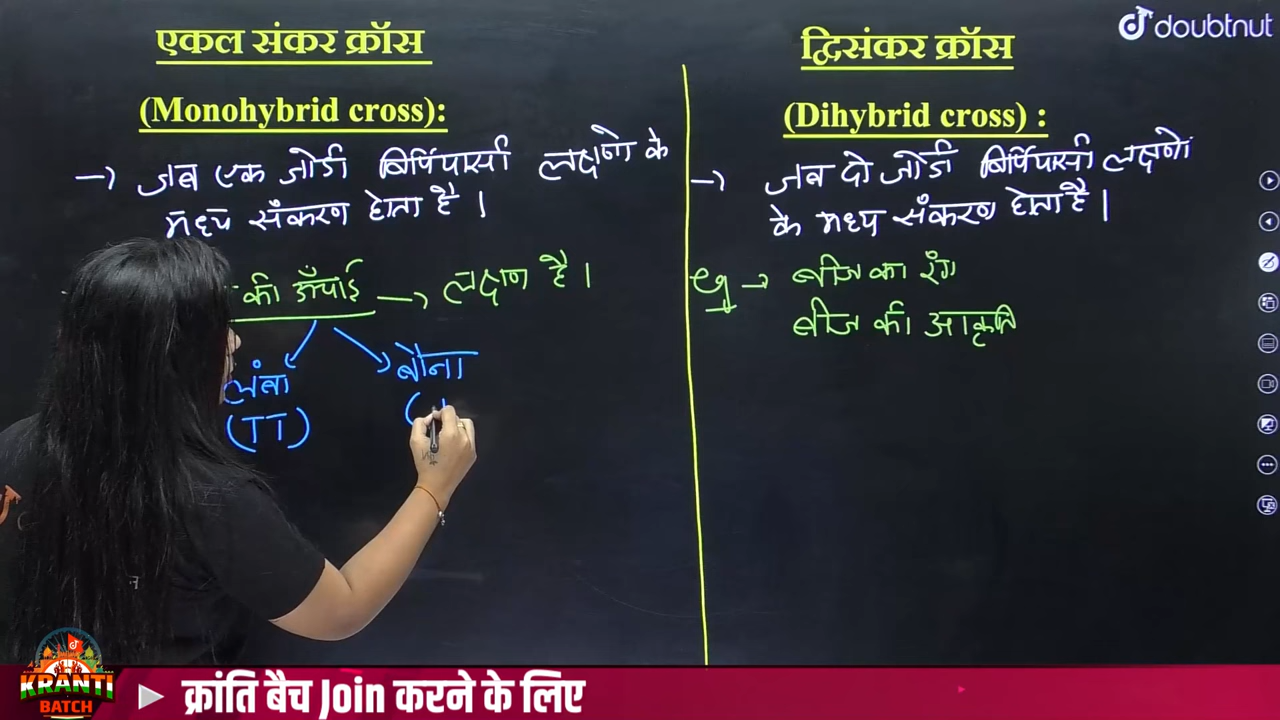 एकल संकर क्रॉस
(Monohybrid cross):
→ जब एक जोडी विपर्यासी लक्षणो के
मध्य संकरण होता है ।
की ऊँचाई → लक्षण है ।
लंबा
(TT)
बौना
(
द्विसंकर क्रॉस
(Dihybrid cross) :
→ जब दो जोडी विपर्यासी लक्षणो
के मध्य संकरण होता है ।
eg → बीज का रंग
बीज की आकृति
doubtnut
KRANTI
BATCH
क्रांति बैच Join करने के लिए